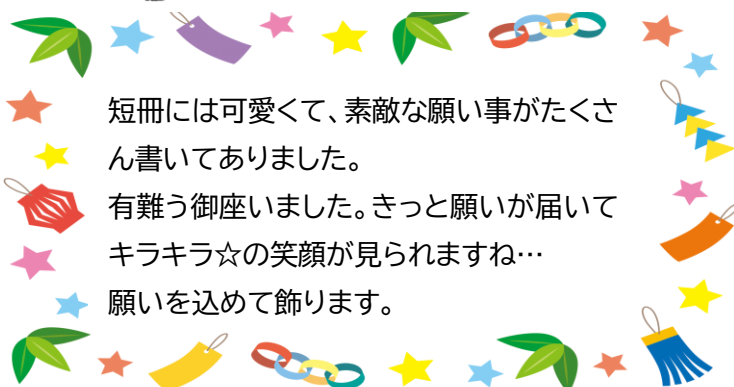 短冊には可愛くて、素敵な願い事がたくさ
ん書いてありました。
有難う御座いました。きっと願いが届いて
キラキラ☆の笑顔が見られますね…
願いを込めて飾ります。